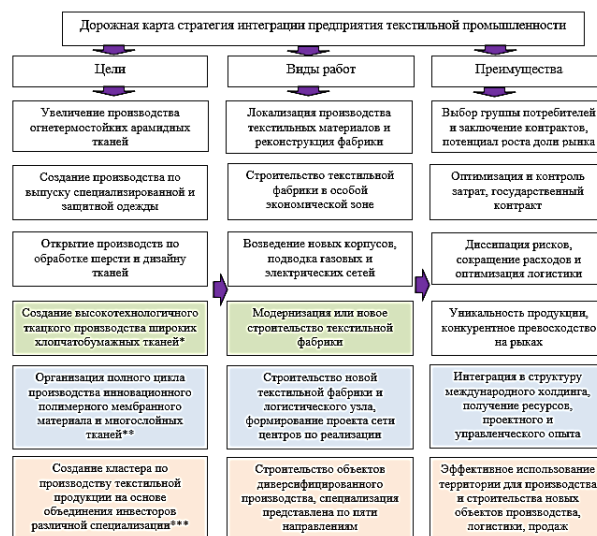 Дорожная карта стратегия интеграции предприятия текстильной промышленности
Цели
Виды работ
Преимущества
Увеличение производства
огнетермостойких арамидных
тканей
Локализация производства
текстильных материалов и
реконструкция фабрики
Выбор группы потребителей
и заключение контрактов,
потенциал роста доли рынка
Создание производства по
выпуску специализированной и
защитной одежды
Строительство текстильной
фабрики в особой
экономической зоне
Оптимизация и контроль
затрат, государственный
контракт
Открытие производств по
обработке шерсти и дизайну
тканей
Возведение новых корпусов,
подводка газовых и
электрических сетей
Диссипация рисков,
сокращение расходов и
оптимизация логистики
Создание высокотехнологичного
ткацкого производства широких
хлопчатобумажных тканей*
Модернизация или новое
строительство текстильной
фабрики
Уникальность продукции,
конкурентное превосходство
на рыках
Организация полного цикла
производства инновационного
полимерного мембранного
материала и многослойных
тканей**
Строительство новой
текстильной фабрики и
логистического узла,
формирование проекта сети
центров по реализации
Интеграция в структуру
международного холдинга,
получение ресурсов,
проектного и
управленческого опыта
Создание кластера по
производству текстильной
продукции на основе
объединения инвесторов
различной специализации***
Строительство объектов
диверсифицированного
производства, специализация
представлена по пяти
направлениям
Эффективное использование
территории для производства
и строительства новых
объектов производства,
логистики, продаж